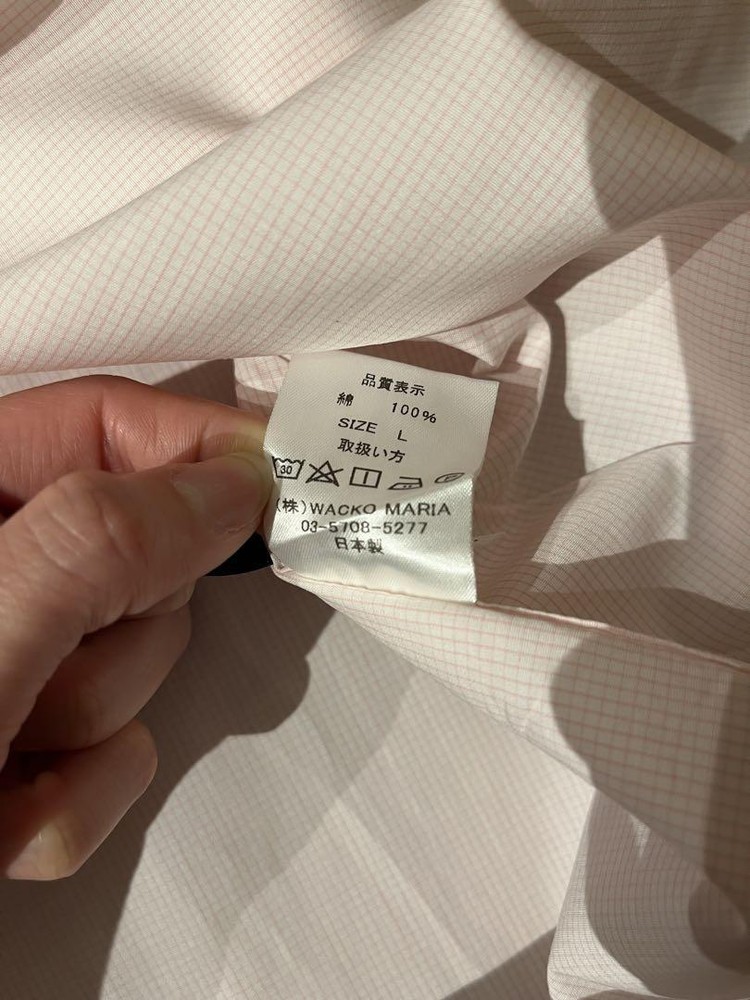 品質表示
綿 100%
SIZE L
取扱い方
30
(株)WACKO MARIA
03-5708-5277
日本製